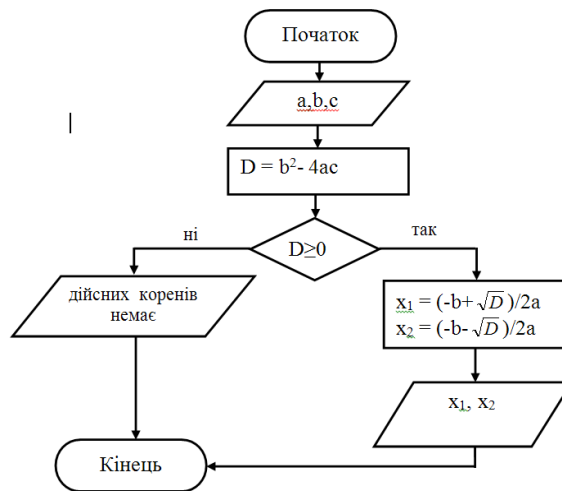 Початок
a,b,c
D = b²- 4ac
ні
так
D≥0
дійсних коренів
немає
x₁ = (-b+√D)/2a
x₂ = (-b-√D)/2a
x₁, x₂
Кінець